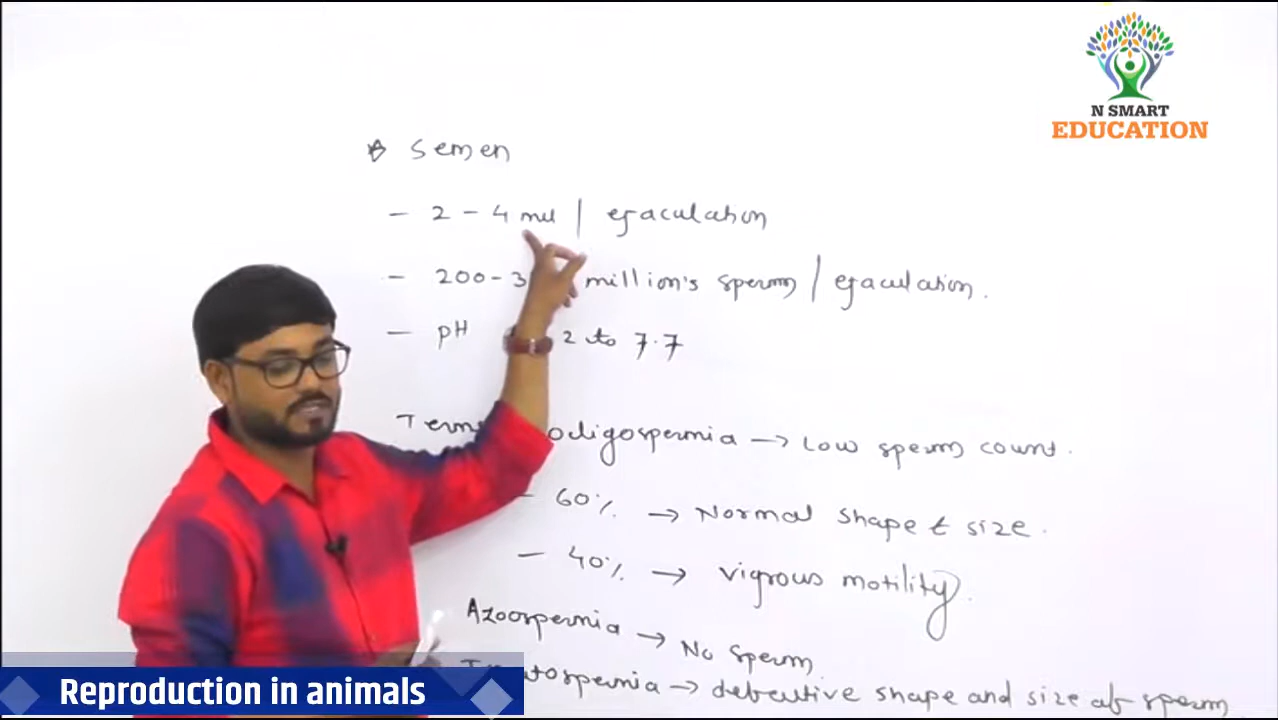 N SMART
EDUCATION
Semen
- 2 - 4 ml | ejaculation
- 200-3 million's sperm / ejaculation.
- pH 2 to 7.7
Term oligospermia → Low sperm count.
- 60% → Normal shape & size.
- 40% → vigrous motility.
Azoospermia → No sperm
tospermia → defective shape and size of sperm
Reproduction in animals